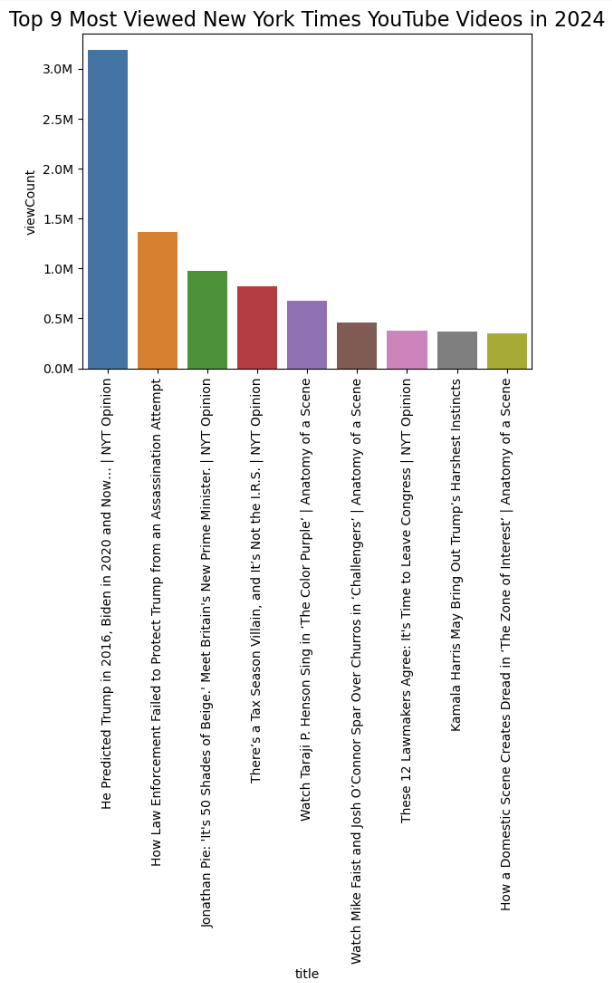 Top 9 Most Viewed New York Times YouTube Videos in 2024
3.0M
2.5M
2.0M
1.5M
1.0M
0.5M
0.0M
viewCount
He Predicted Trump in 2016, Biden in 2020 and Now... | NYT Opinion
How Law Enforcement Failed to Protect Trump from an Assassination Attempt
Jonathan Pie: 'It's 50 Shades of Beige.' Meet Britain's New Prime Minister. | NYT Opinion
There’s a Tax Season Villain, and It’s Not the I.R.S. | NYT Opinion
Watch Taraji P. Henson Sing in ‘The Color Purple’ | Anatomy of a Scene
Watch Mike Faist and Josh O’Connor Spar Over Churros in ‘Challengers’ | Anatomy of a Scene
These 12 Lawmakers Agree: It's Time to Leave Congress | NYT Opinion
Kamala Harris May Bring Out Trump’s Harshest Instincts
How a Domestic Scene Creates Dread in ‘The Zone of Interest’ | Anatomy of a Scene
title